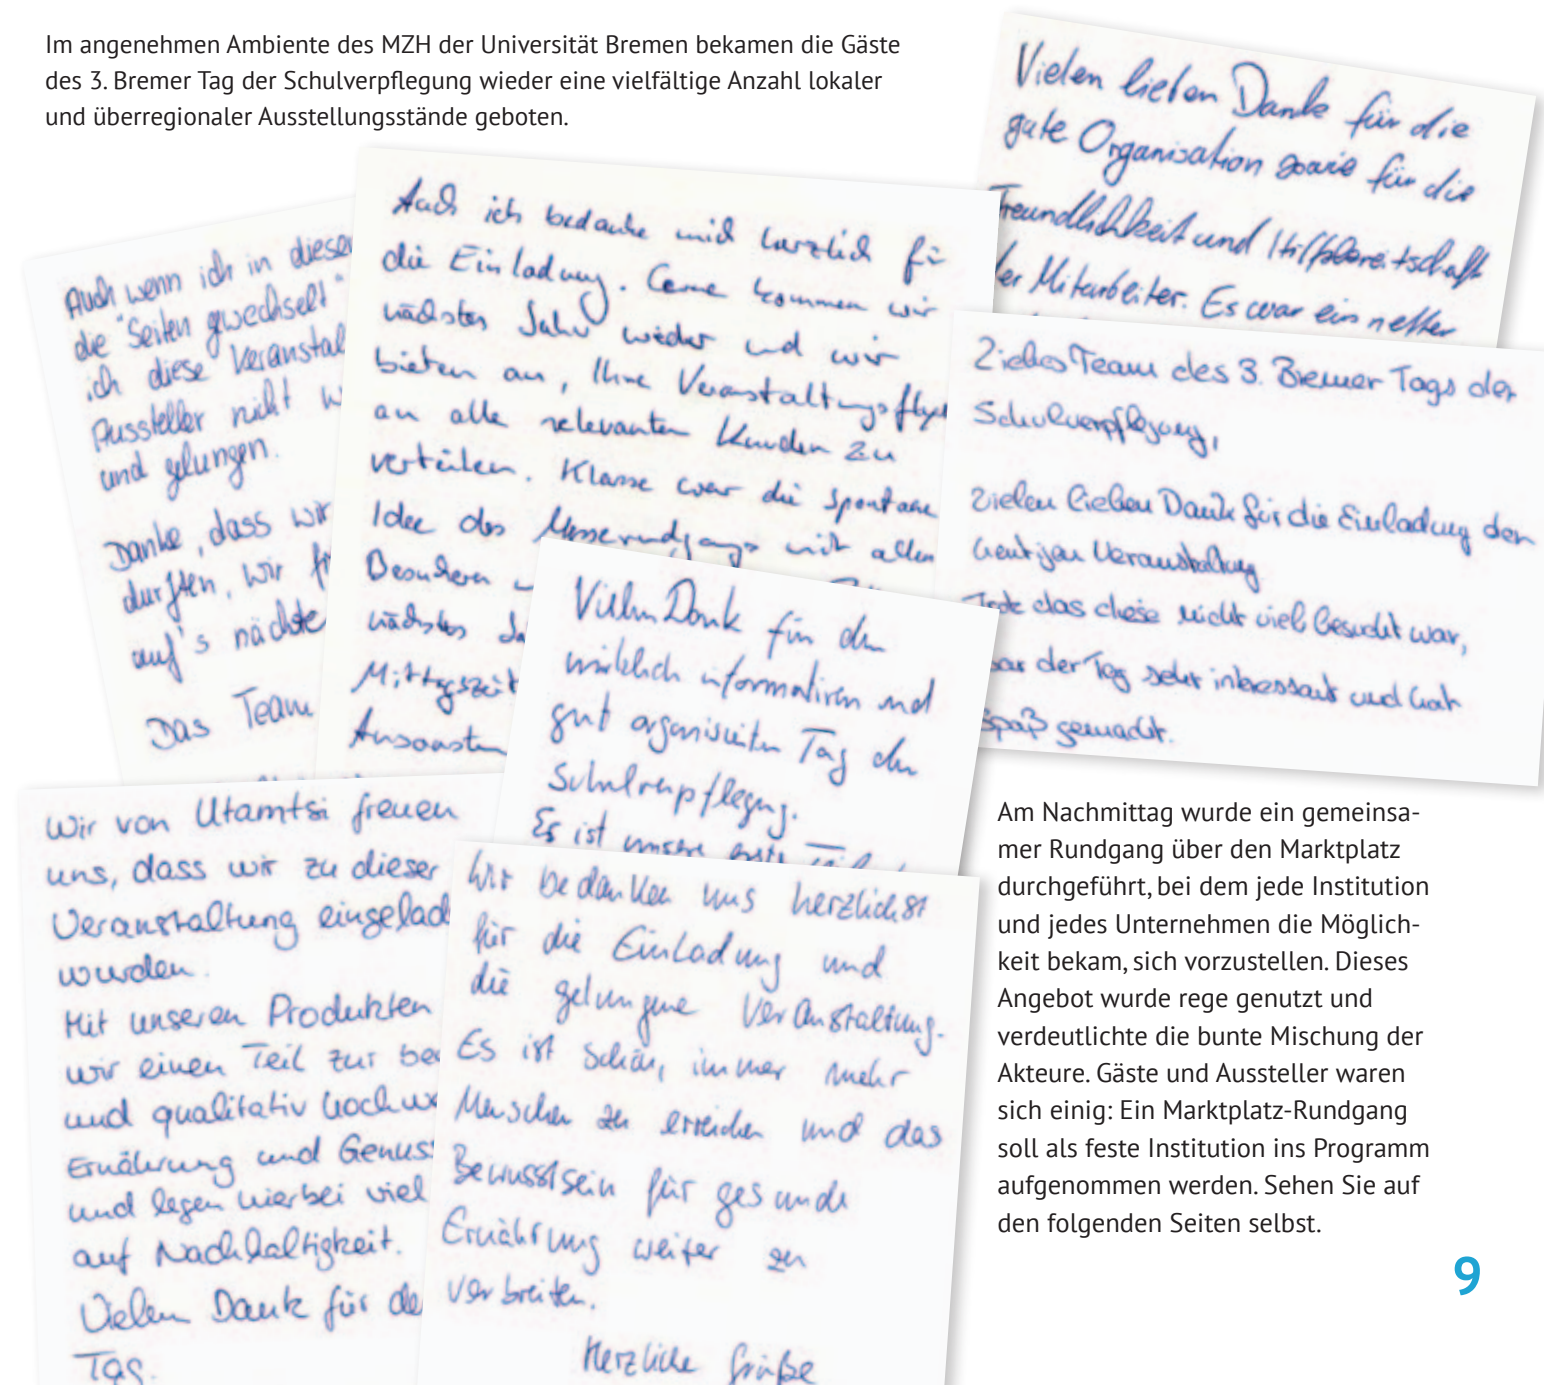 Im angenehmen Ambiente des MZH der Universität Bremen bekamen die Gäste
des 3. Bremer Tag der Schulverpflegung wieder eine vielfältige Anzahl lokaler
und überregionaler Ausstellungsstände geboten.
Vielen lieben Dank für die
gute Organisation sowie für die
Freundlichkeit und Hilfsbereitschaft
der Mitarbeiter. Es war ein netter
Auch wenn ich in dieser
die "Seiten gewechselt"
ich diese Veranstal
Aussteller nicht w
und gelungen.
Danke, dass wir
durften, wir
auf's nächste
Das Team
Auch ich bedanke mich herzlich für
die Einladung. Gerne kommen wir
nächstes Jahr wieder und wir
bieten an, Ihre Veranstaltungsflyer
an alle relevanten Kunden zu
verteilen. Klasse war die spontane
Idee des Messerundgangs mit allen
Besuchern
nächstes Ja
Mittagszeit
Ansonsten
Liebes Team des 3. Bremer Tags der
Schulverpflegung,
vielen lieben Dank für die Einladung der
heutigen Veranstaltung
Trotz das diese nicht viel besucht war,
war der Tag sehr interessant und hat
Spaß gemacht.
Vielen Dank für den
wirklich informativen und
gut organisierten Tag der
Schulverpflegung.
Es ist unsere erste
Wir von Utamtsi freuen
uns, dass wir zu dieser
Veranstaltung eingelad
wurden.
Mit unseren Produkten
wir einen Teil zur
und qualitativ hochwe
Ernährung und Genuss
und legen hierbei viel
auf Nachhaltigkeit.
Vielen Dank für de
Tag.
Wir bedanken uns herzlichst
für die Einladung und
die gelungene Veranstaltung.
Es ist schön, immer mehr
Menschen zu erreichen und das
Bewusstsein für gesunde
Ernährung weiter zu
verbreiten.
Herzliche Grüße
Am Nachmittag wurde ein gemeinsa-
mer Rundgang über den Marktplatz
durchgeführt, bei dem jede Institution
und jedes Unternehmen die Möglich-
keit bekam, sich vorzustellen. Dieses
Angebot wurde rege genutzt und
verdeutlichte die bunte Mischung der
Akteure. Gäste und Aussteller waren
sich einig: Ein Marktplatz-Rundgang
soll als feste Institution ins Programm
aufgenommen werden. Sehen Sie auf
den folgenden Seiten selbst.
9